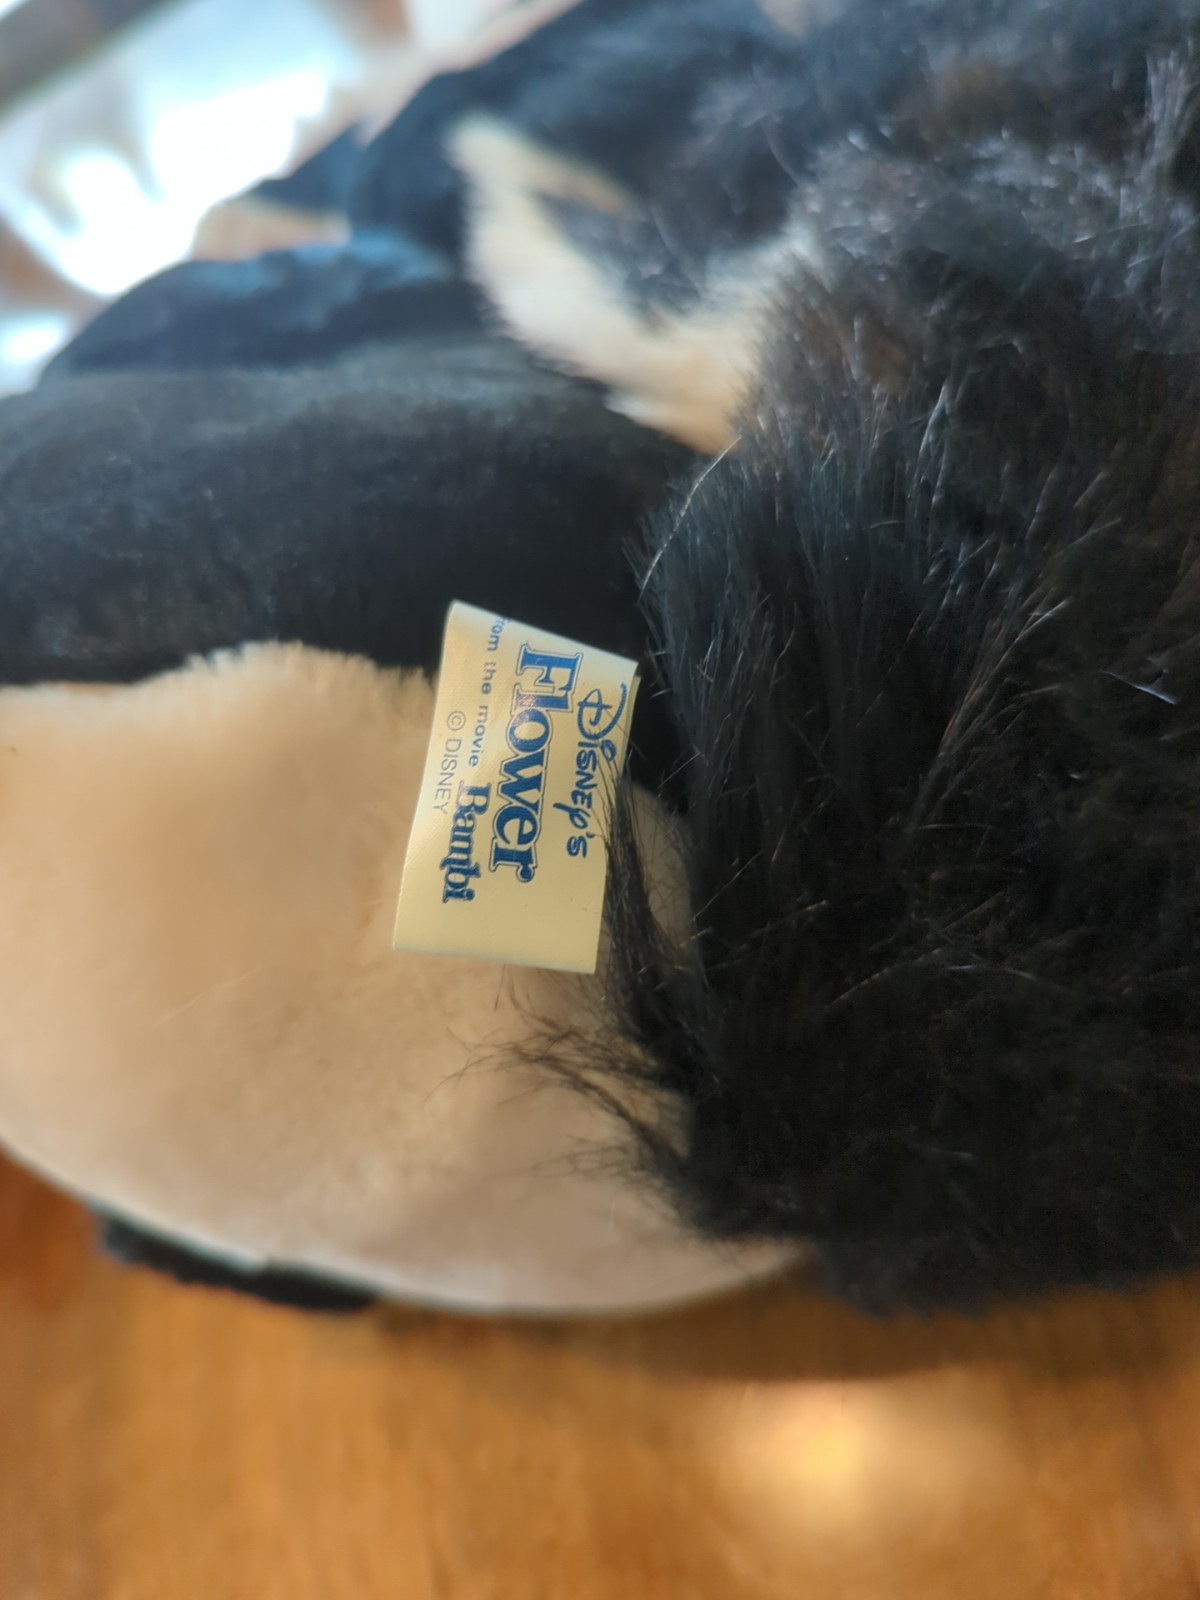 Disney's
Flower
from the movie Bambi
© DISNEY